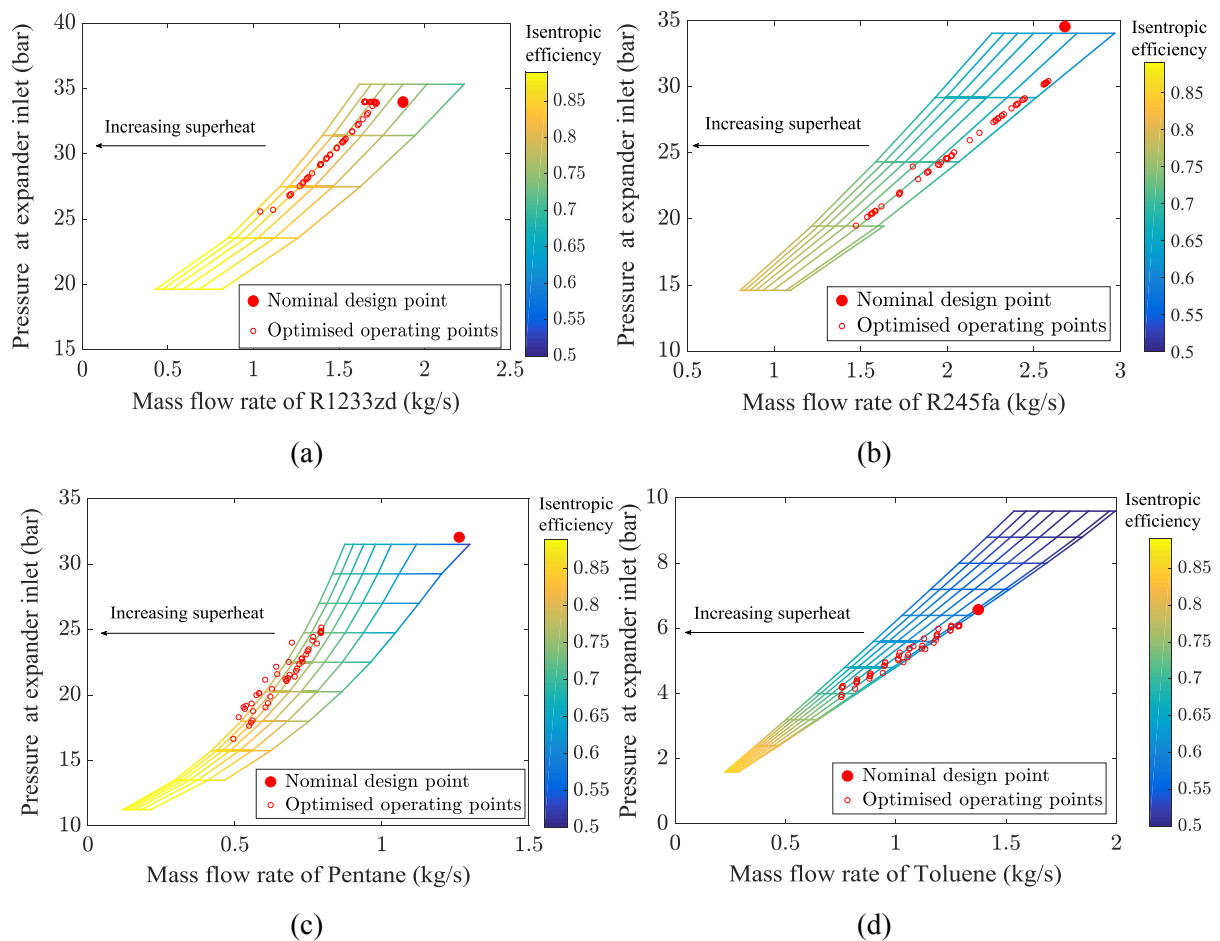 40
35
30
25
20
15
0
0.5
1
1.5
2
2.5
Pressure at expander inlet (bar)
Mass flow rate of R1233zd (kg/s)
Increasing superheat
Nominal design point
Optimised operating points
Isentropic
efficiency
0.85
0.8
0.75
0.7
0.65
0.6
0.55
0.5
(a)
35
30
25
20
15
10
0.5
1
1.5
2
2.5
3
Pressure at expander inlet (bar)
Mass flow rate of R245fa (kg/s)
Increasing superheat
Nominal design point
Optimised operating points
Isentropic
efficiency
0.85
0.8
0.75
0.7
0.65
0.6
0.55
0.5
(b)
35
30
25
20
15
10
0
0.5
1
1.5
Pressure at expander inlet (bar)
Mass flow rate of Pentane (kg/s)
Increasing superheat
Nominal design point
Optimised operating points
Isentropic
efficiency
0.85
0.8
0.75
0.7
0.65
0.6
0.55
0.5
(c)
10
8
6
4
2
0
0
0.5
1
1.5
2
Pressure at expander inlet (bar)
Mass flow rate of Toluene (kg/s)
Increasing superheat
Nominal design point
Optimised operating points
Isentropic
efficiency
0.85
0.8
0.75
0.7
0.65
0.6
0.55
0.5
(d)